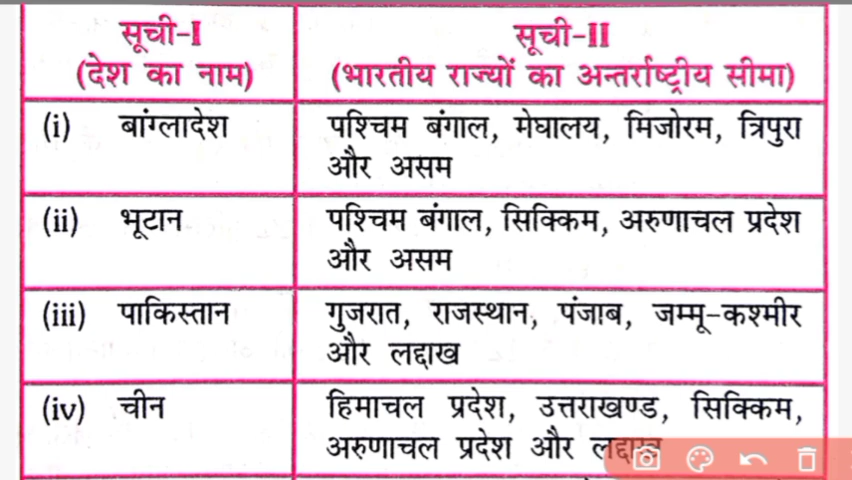 सूची-I
(देश का नाम)
सूची-II
(भारतीय राज्यों का अन्तर्राष्ट्रीय सीमा)
(i) बांग्लादेश
पश्चिम बंगाल, मेघालय, मिजोरम, त्रिपुरा
और असम
(ii) भूटान
पश्चिम बंगाल, सिक्किम, अरुणाचल प्रदेश
और असम
(iii) पाकिस्तान
गुजरात, राजस्थान, पंजाब, जम्मू-कश्मीर
और लद्दाख
(iv) चीन
हिमाचल प्रदेश, उत्तराखण्ड, सिक्किम,
अरुणाचल प्रदेश और लद्दाख